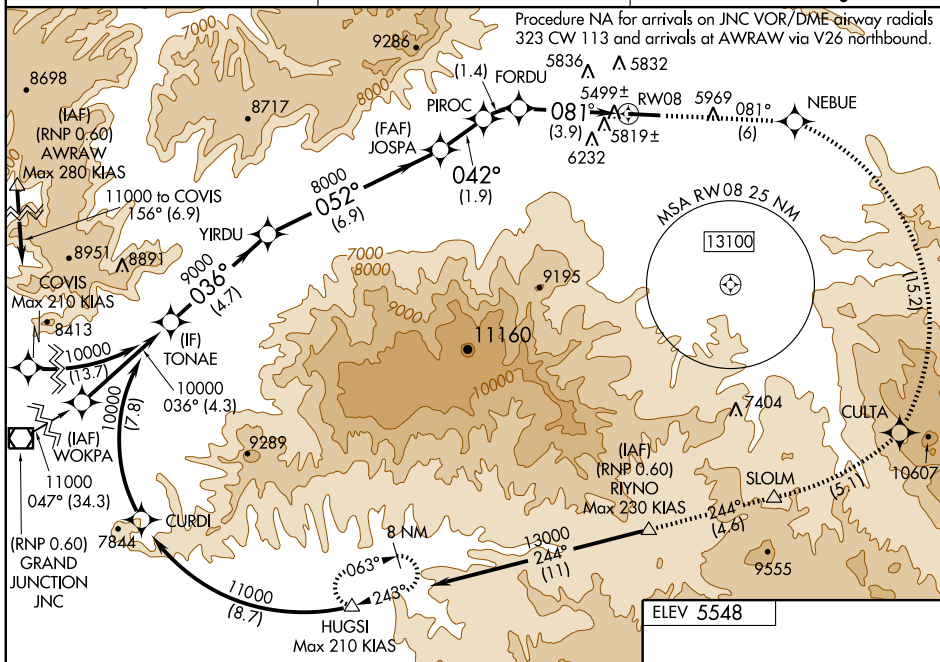 Procedure NA for arrivals on JNC VOR/DME airway radials
323 CW 113 and arrivals at AWRAW via V26 northbound.
9286
8000
8698
8717
(IAF)
(RNP 0.60)
AWRAW
Max 280 KIAS
11000 to COVIS
156° (6.9)
8951
8891
COVIS
Max 210 KIAS
8413
10000
(13.7)
(1.4)
FORDU
PIROC
(FAF)
JOSPA
5836
5832
5499±
RW08
081°
(3.9)
5819±
6232
5969
081°
(6)
NEBUE
8000
052°
(6.9)
042°
(1.9)
YIRDU
9000
036°
(4.7)
(IF)
TONAE
10000
036° (4.3)
10000
(7.8)
(IAF)
WOKPA
11000
047° (34.3)
(RNP 0.60)
GRAND
JUNCTION
JNC
MSA RW08 25 NM
13100
(15.2)
7000
8000
9000
7000
9195
11160
10000
7404
CULTA
10607
(5.1)
SLOLM
244°
(4.6)
(IAF)
(RNP 0.60)
RIYNO
Max 230 KIAS
9289
CURDI
7844
8 NM
063°
243°
13000
244°
(11)
11000
(8.7)
HUGSI
Max 210 KIAS
9555
ELEV 5548